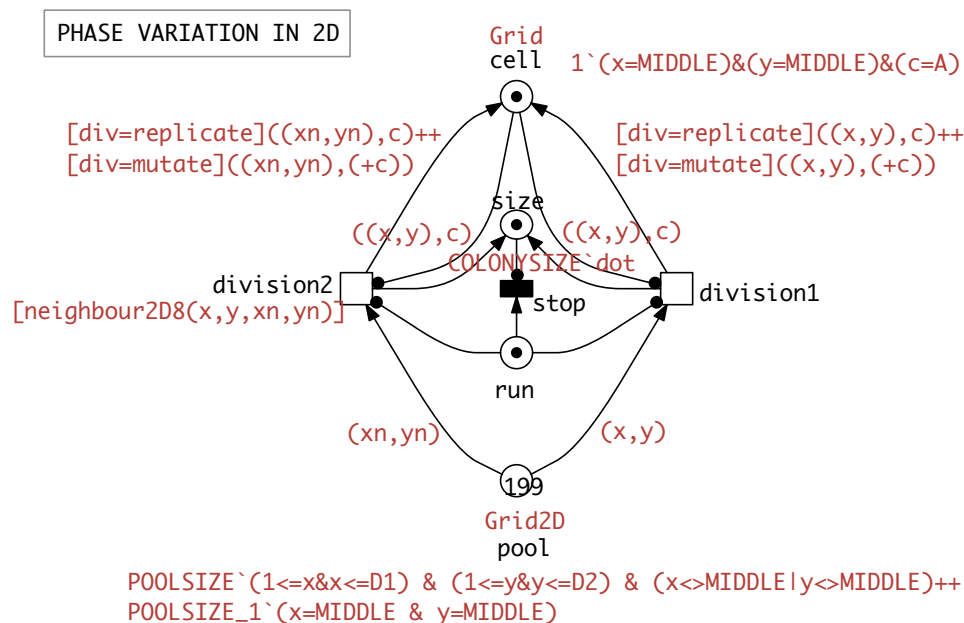 PHASE VARIATION IN 2D
Grid
cell
1`(x=MIDDLE)&(y=MIDDLE)&(c=A)
[div=replicate]((xn,yn),c)++
[div=mutate]((xn,yn),(+c))
[div=replicate]((x,y),c)++
[div=mutate]((x,y),(+c))
size
((x,y),c)
((x,y),c)
COLONYSIZE`dot
division2
division1
[neighbour2D8(x,y,xn,yn)]
stop
run
(xn,yn)
(x,y)
199
Grid2D
pool
POOLSIZE`(1<=x&x<=D1) & (1<=y&y<=D2) & (x<>MIDDLE|y<>MIDDLE)++
POOLSIZE_1`(x=MIDDLE & y=MIDDLE)